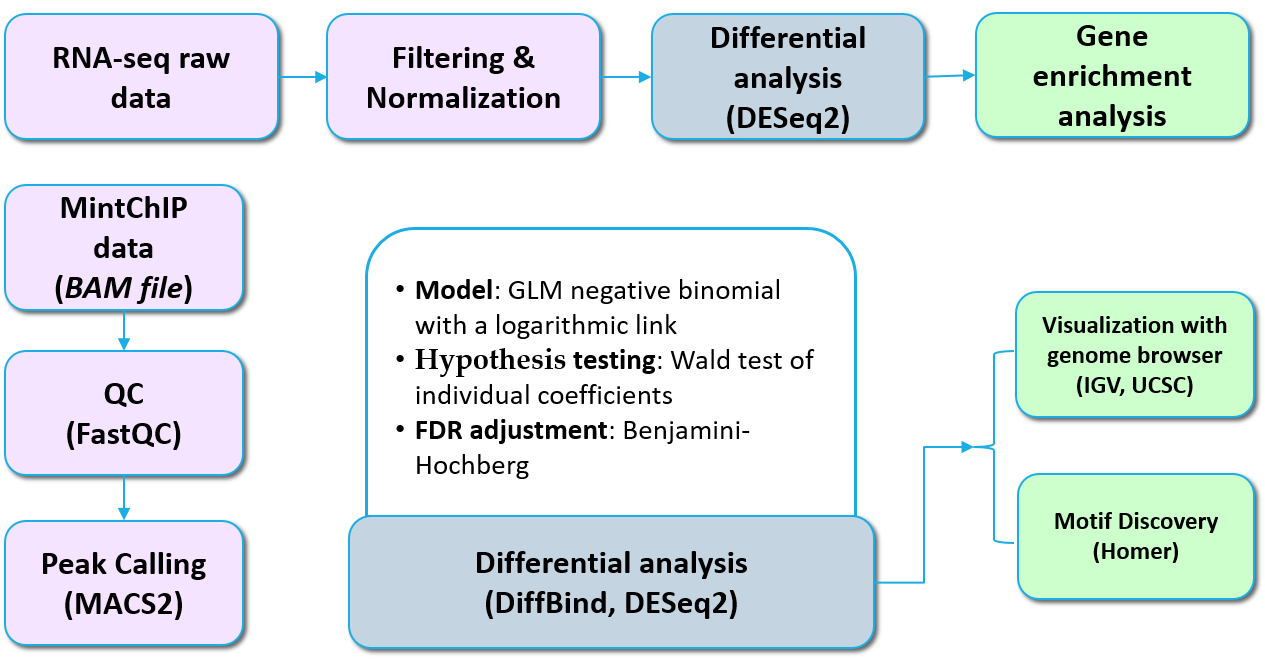 RNA-seq raw
data
Filtering &
Normalization
Differential
analysis
(DESeq2)
Gene
enrichment
analysis
MintChIP
data
(BAM file)
QC
(FastQC)
Peak Calling
(MACS2)
• Model: GLM negative binomial
with a logarithmic link
• Hypothesis testing: Wald test of
individual coefficients
• FDR adjustment: Benjamini-
Hochberg
Differential analysis
(DiffBind, DESeq2)
Visualization with
genome browser
(IGV, UCSC)
Motif Discovery
(Homer)